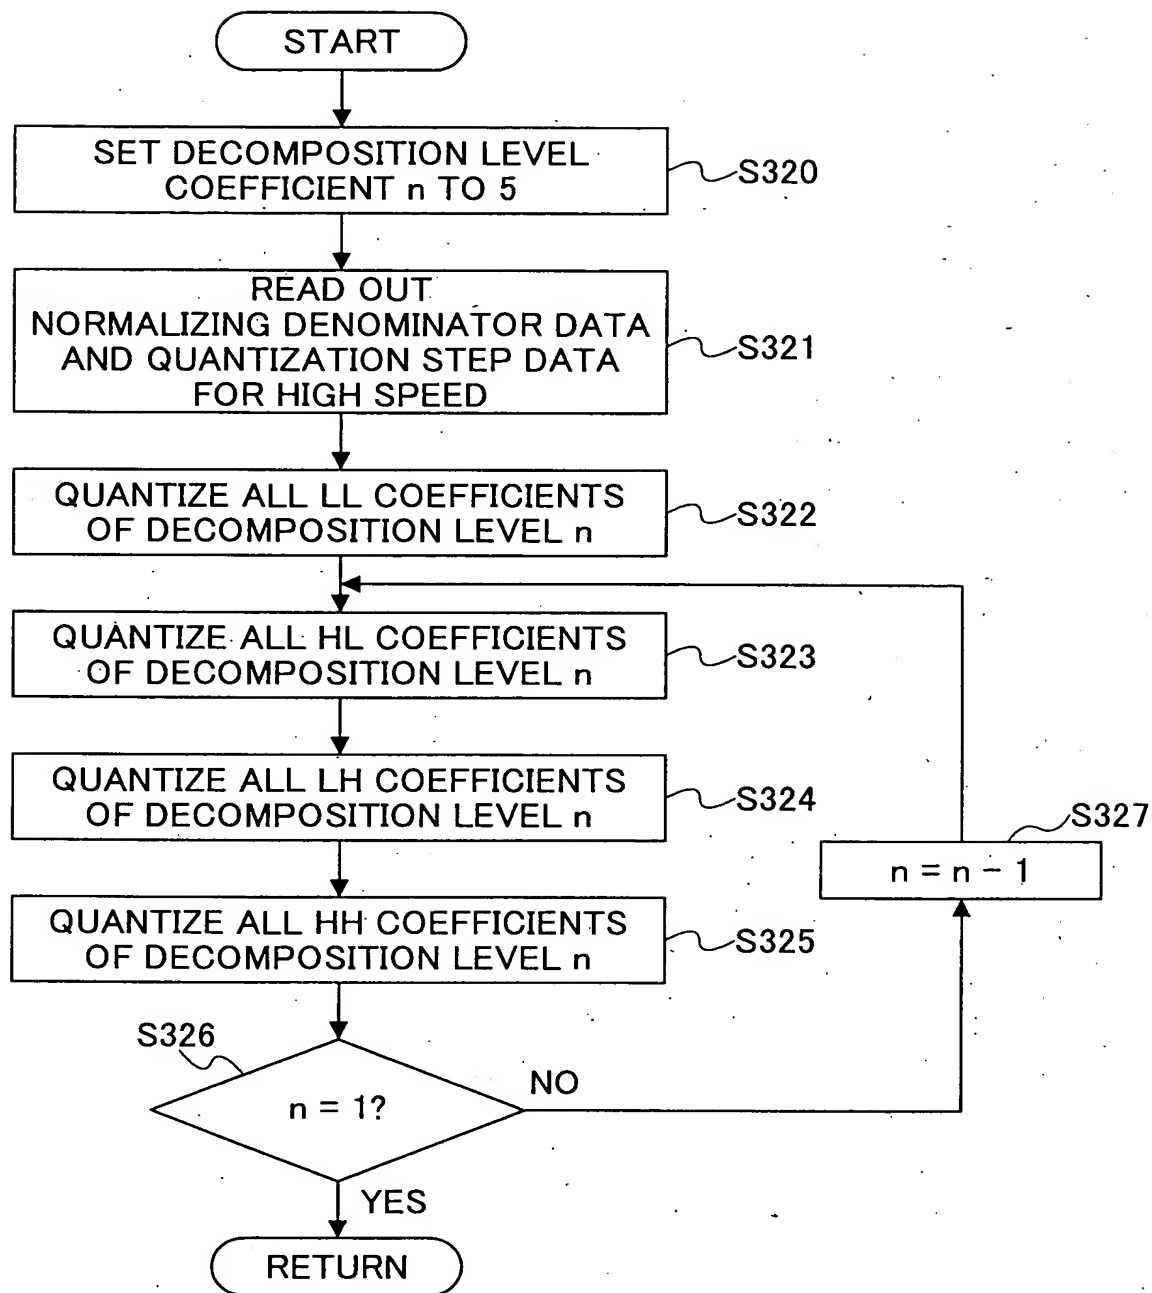 START
SET DECOMPOSITION LEVEL
COEFFICIENT n TO 5
S320
READ OUT
NORMALIZING DENOMINATOR DATA
AND QUANTIZATION STEP DATA
FOR HIGH SPEED
S321
QUANTIZE ALL LL COEFFICIENTS
OF DECOMPOSITION LEVEL n
S322
QUANTIZE ALL HL COEFFICIENTS
OF DECOMPOSITION LEVEL n
S323
QUANTIZE ALL LH COEFFICIENTS
OF DECOMPOSITION LEVEL n
S324
S327
n = n - 1
QUANTIZE ALL HH COEFFICIENTS
OF DECOMPOSITION LEVEL n
S325
S326
n = 1?
NO
YES
RETURN